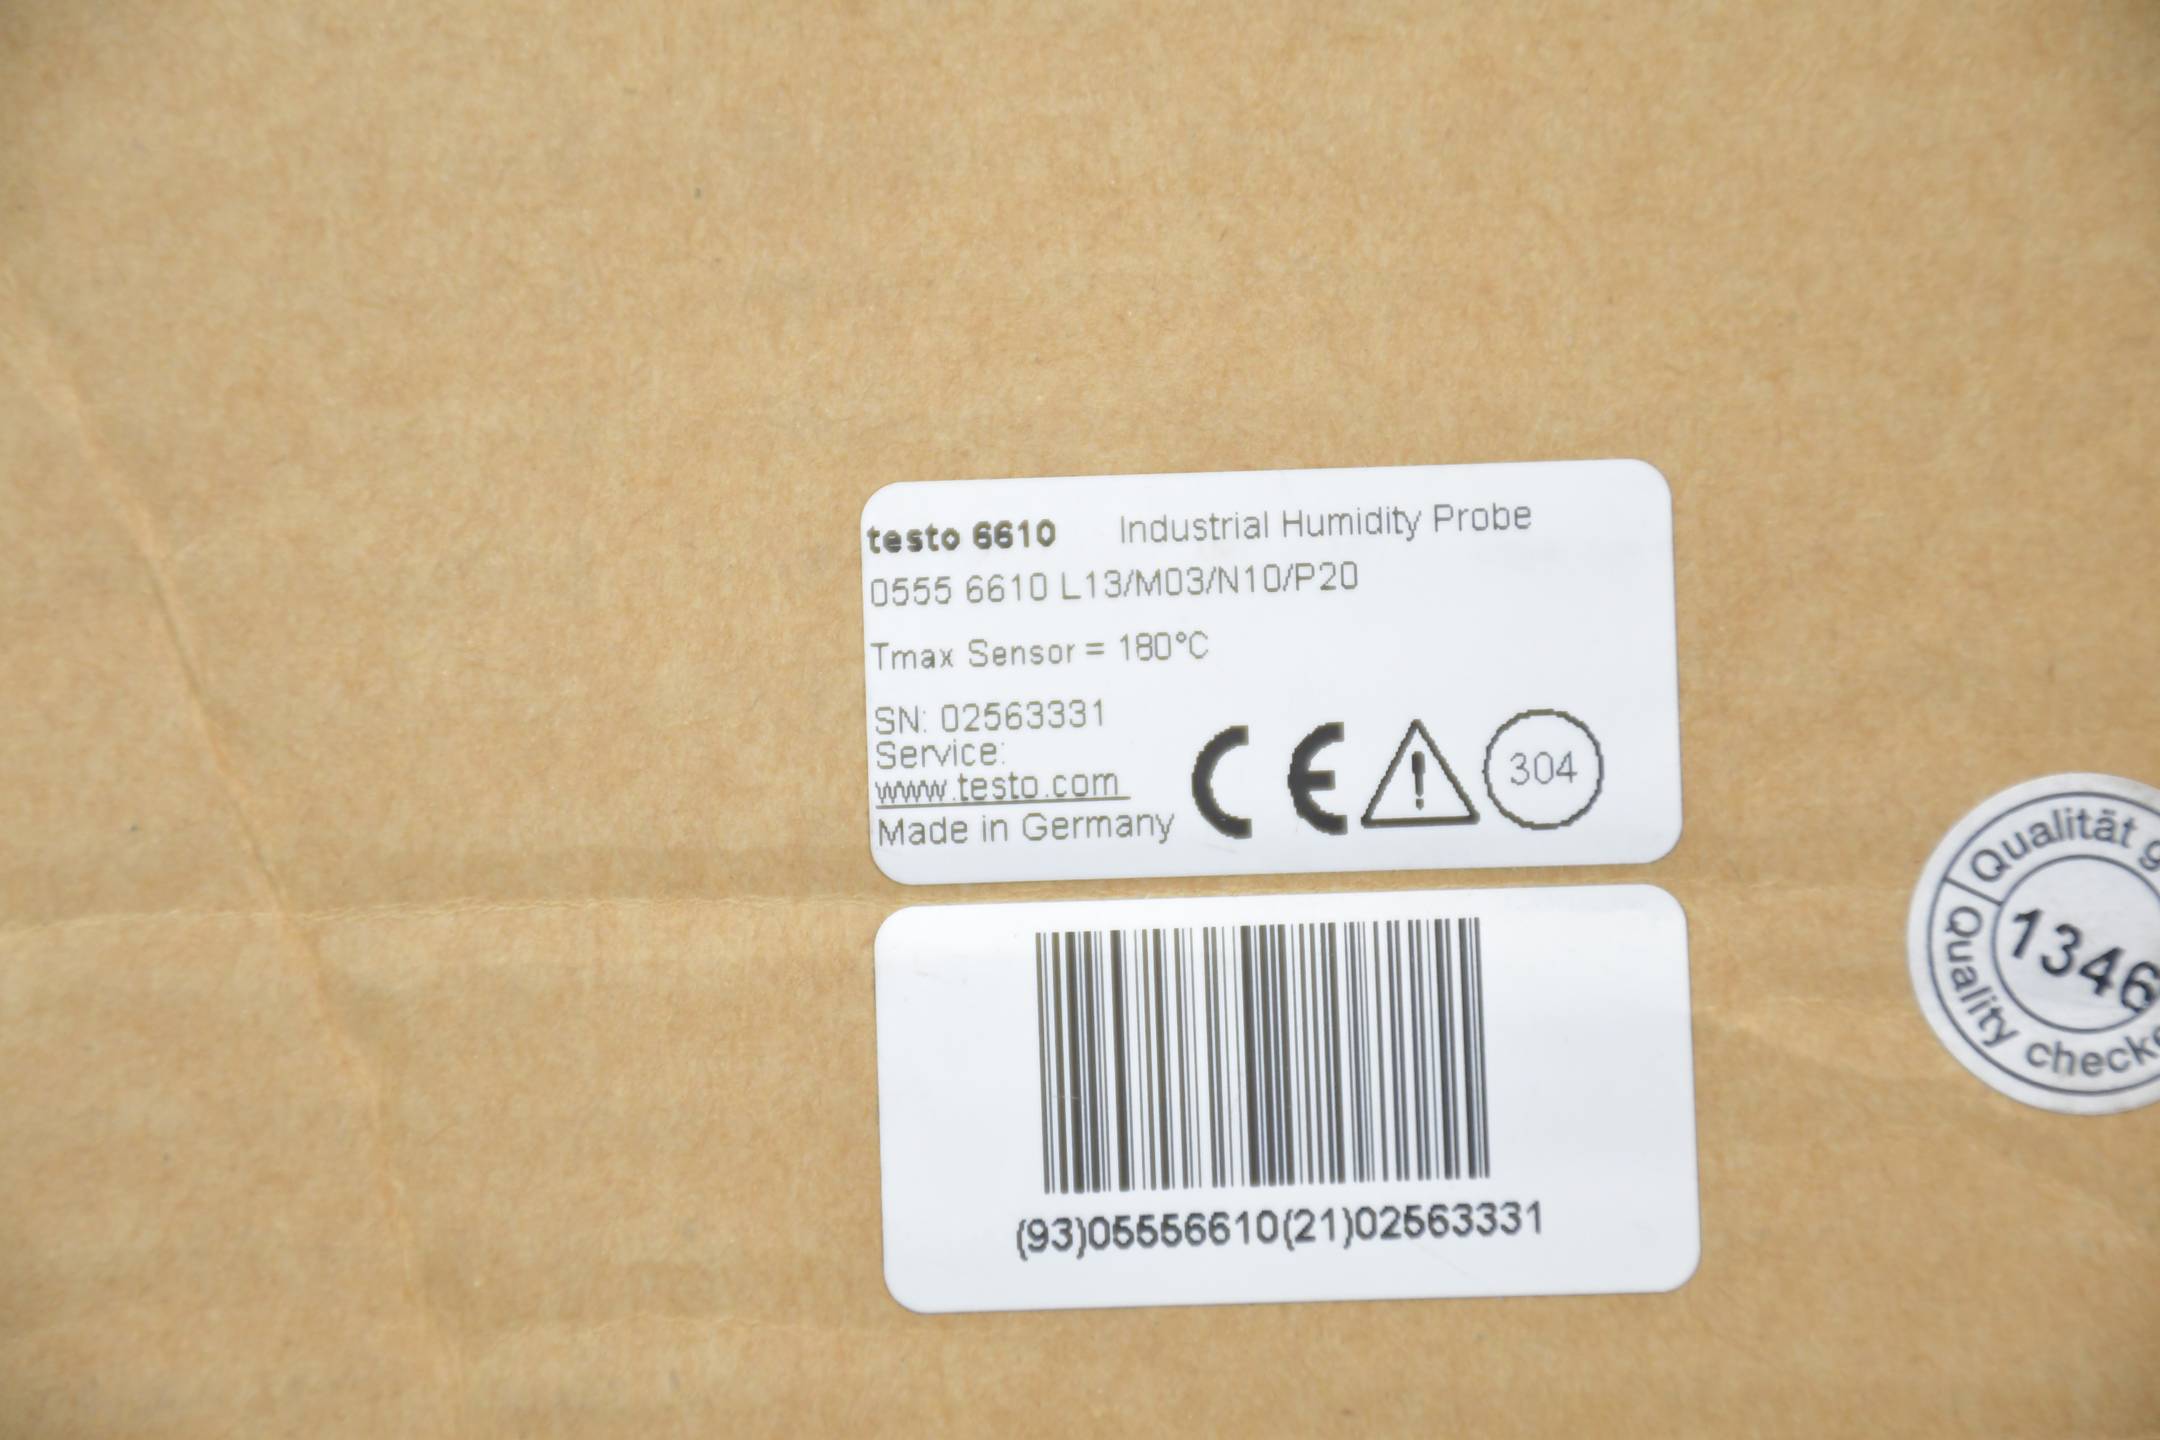 testo 6610 Industrial Humidity Probe
0555 6610 L13/M03/N10/P20
Tmax Sensor = 180°C
SN: 02563331
Service:
www.testo.com
Made in Germany
CE
304
(93)05556610(21)02563331
Qualität
1346
Quality